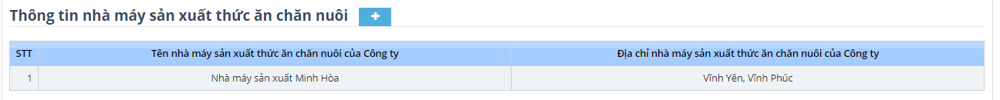 Thông tin nhà máy sản xuất thức ăn chăn nuôi
STT Tên nhà máy sản xuất thức ăn chăn nuôi của Công ty Địa chỉ nhà máy sản xuất thức ăn chăn nuôi của Công ty
1 Nhà máy sản xuất Minh Hòa Vĩnh Yên, Vĩnh Phúc